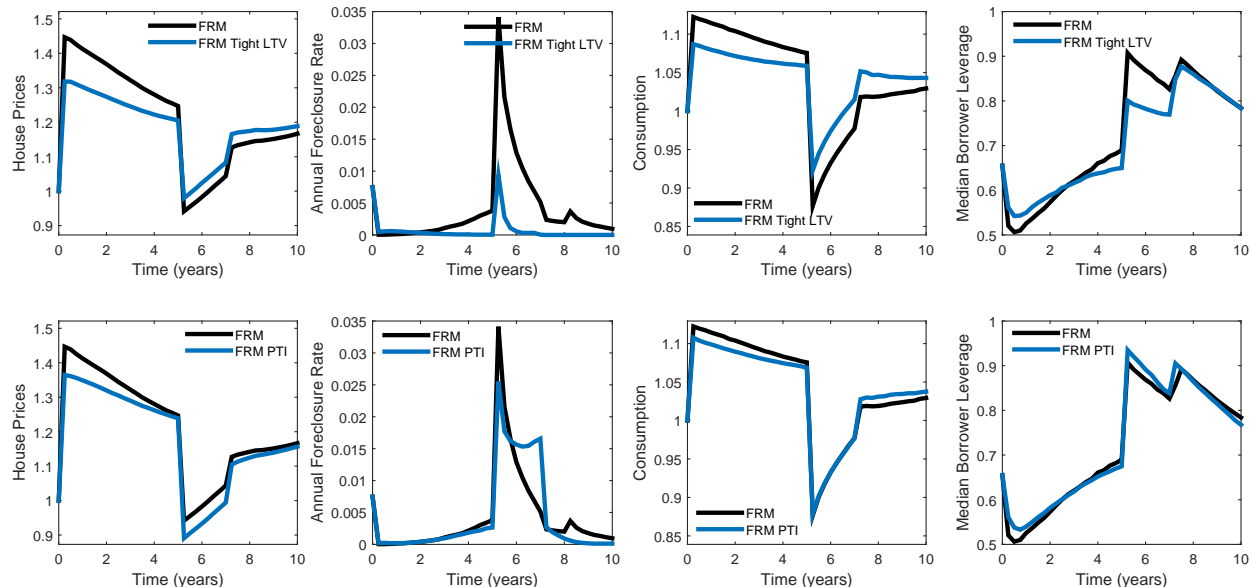 House Prices
1.5
1.4
1.3
1.2
1.1
1
0.9
0 2 4 6 8 10
Time (years)
FRM
FRM Tight LTV
Annual Foreclosure Rate
0.035
0.03
0.025
0.02
0.015
0.01
0.005
0
0 2 4 6 8 10
Time (years)
FRM
FRM Tight LTV
Consumption
1.1
1.05
1
0.95
0.9
0.85
0 2 4 6 8 10
Time (years)
FRM
FRM Tight LTV
Median Borrower Leverage
1
0.9
0.8
0.7
0.6
0.5
0 2 4 6 8 10
Time (years)
FRM
FRM Tight LTV
House Prices
1.5
1.4
1.3
1.2
1.1
1
0.9
0 2 4 6 8 10
Time (years)
FRM
FRM PTI
Annual Foreclosure Rate
0.035
0.03
0.025
0.02
0.015
0.01
0.005
0
0 2 4 6 8 10
Time (years)
FRM
FRM PTI
Consumption
1.1
1.05
1
0.95
0.9
0.85
0 2 4 6 8 10
Time (years)
FRM
FRM PTI
Median Borrower Leverage
1
0.9
0.8
0.7
0.6
0.5
0 2 4 6 8 10
Time (years)
FRM
FRM PTI